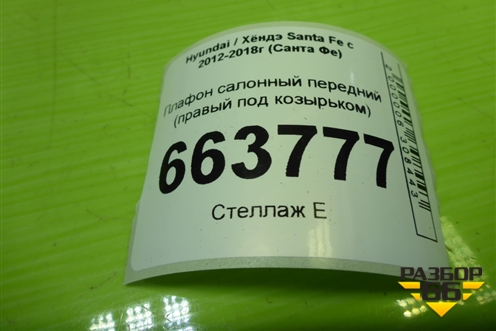 Hyundai / Хёндэ Santa Fe с
2012-2018г (Санта Фе)
Плафон салонный передний
(правый под козырьком)
663777
Стеллаж Е
РАЗБОР
66